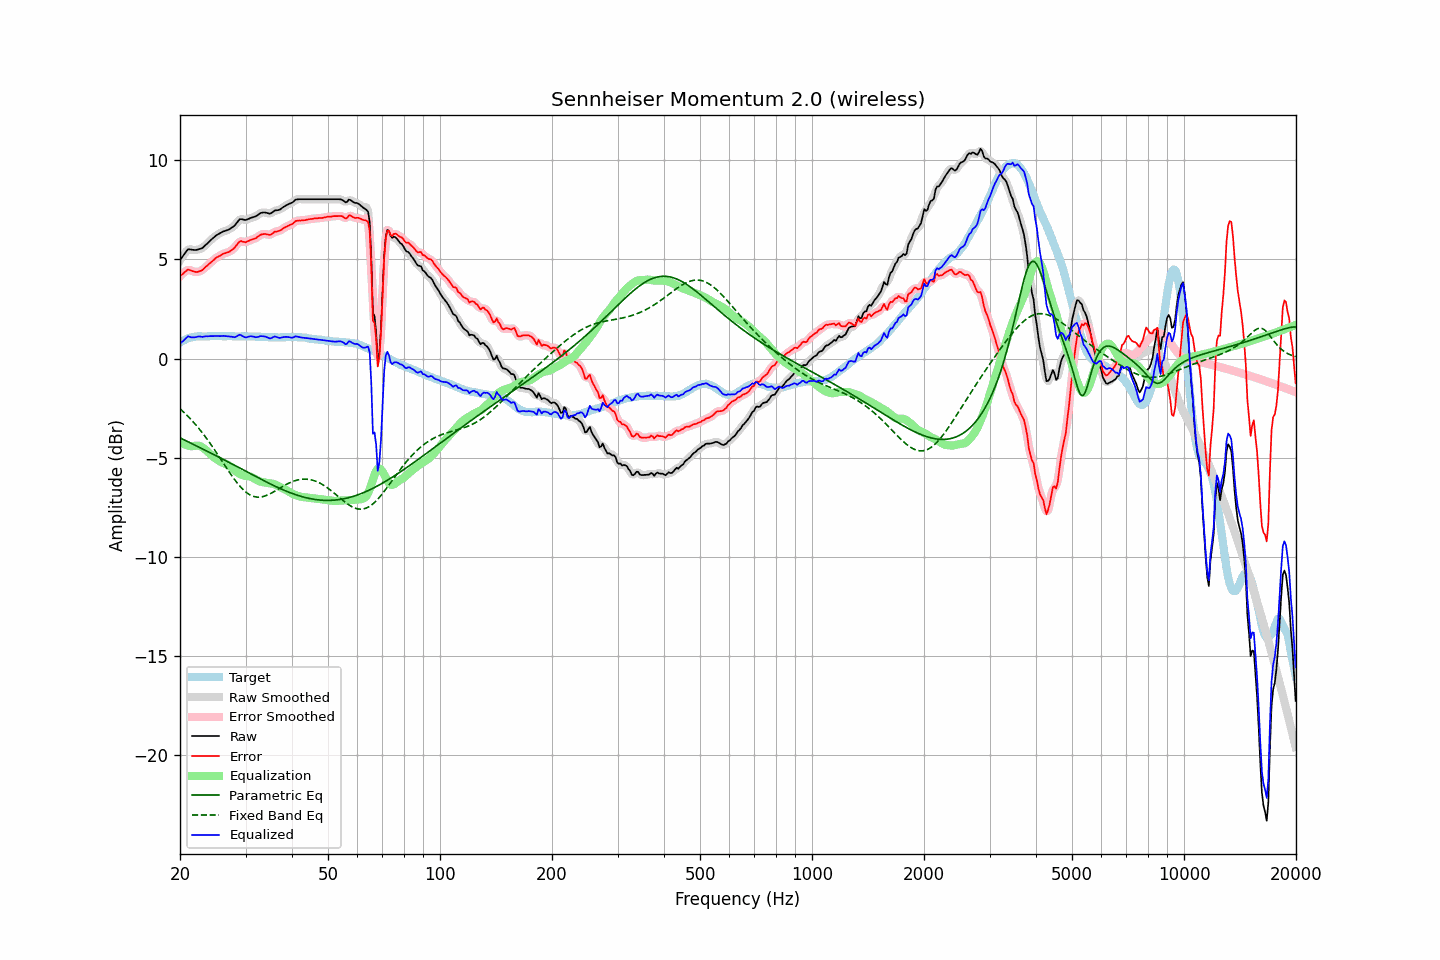 Sennheiser Momentum 2.0 (wireless)
10
5
0
−5
−10
−15
−20
Amplitude (dBr)
Target
Raw Smoothed
Error Smoothed
Raw
Error
Equalization
Parametric Eq
Fixed Band Eq
Equalized
20 50 100 200 500 1000 2000 5000 10000 20000
Frequency (Hz)